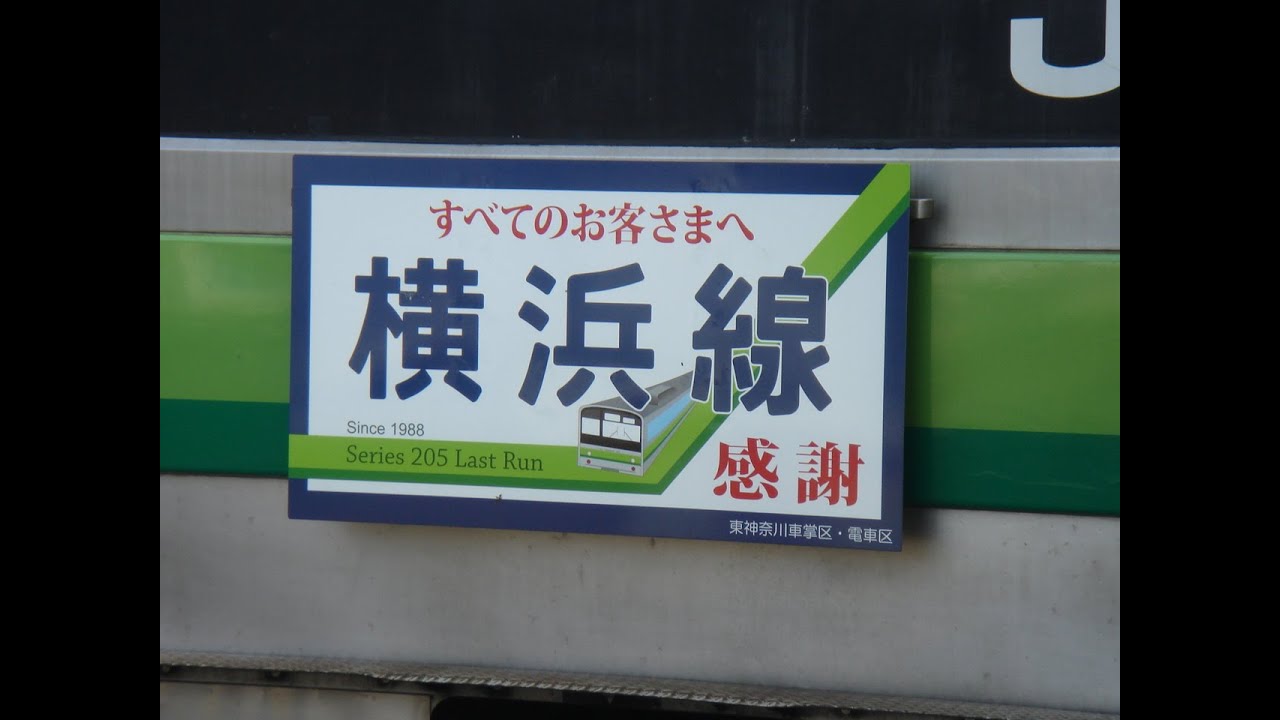 すべてのお客さまへ
横浜線
Since 1988
Series 205 Last Run
感謝
東神奈川車掌区・電車区